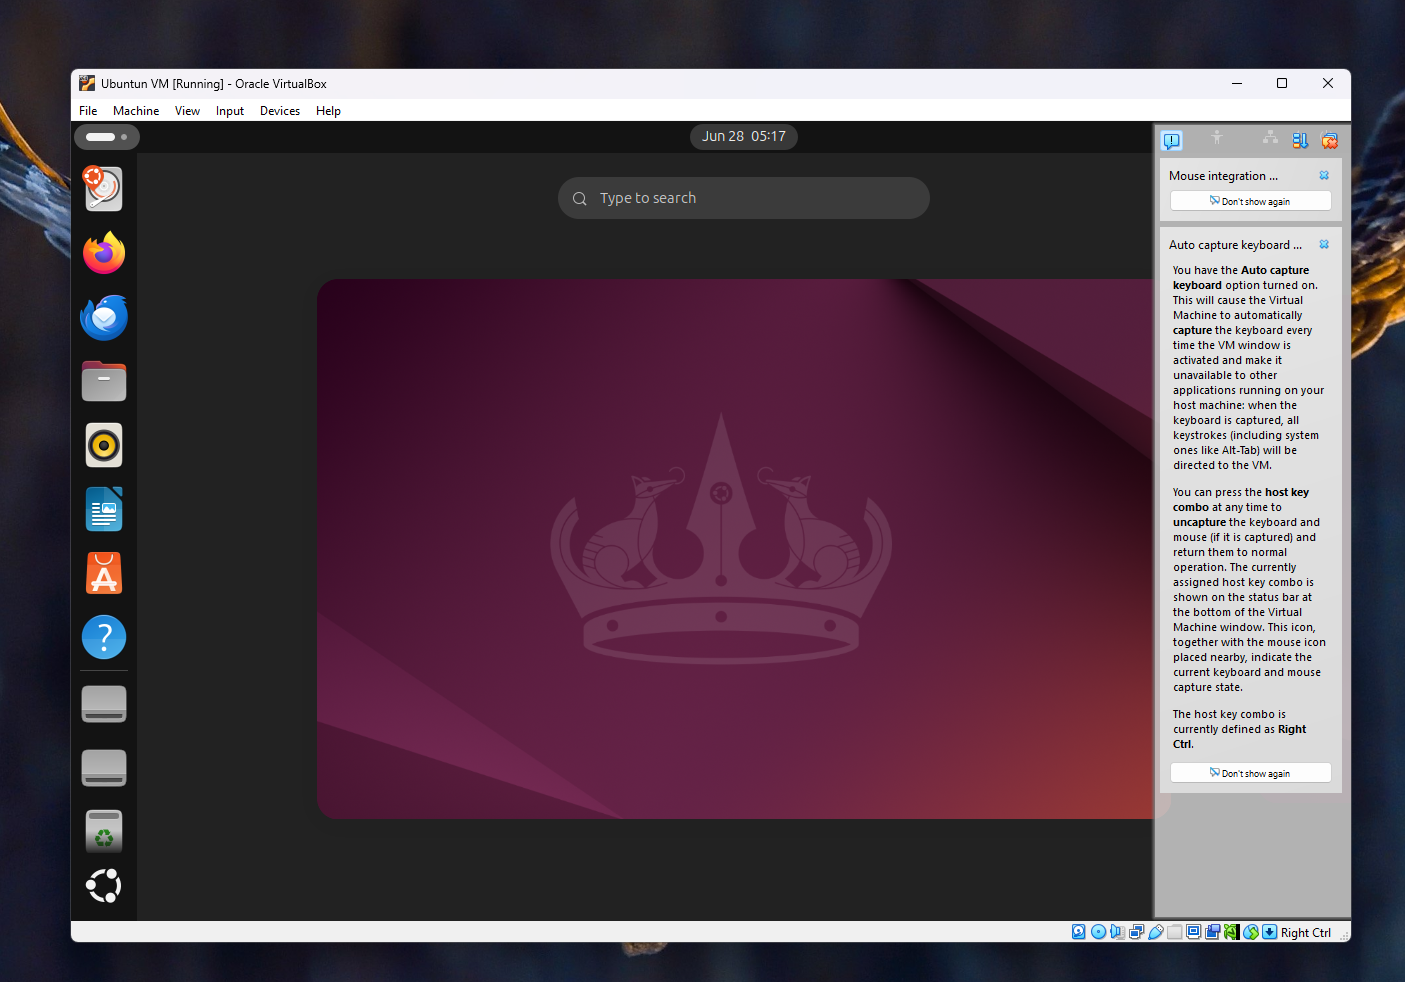 Ubuntun VM [Running] - Oracle VirtualBox
File Machine View Input Devices Help
Jun 28 05:17
Type to search
Mouse integration ...
Don't show again
Auto capture keyboard ...
You have the Auto capture
keyboard option turned on.
This will cause the Virtual
Machine to automatically
capture the keyboard every
time the VM window is
activated and make it
unavailable to other
applications running on your
host machine: when the
keyboard is captured, all
keystrokes (including system
ones like Alt-Tab) will be
directed to the VM.
You can press the host key
combo at any time to
uncapture the keyboard and
mouse (if it is captured) and
return them to normal
operation. The currently
assigned host key combo is
shown on the status bar at
the bottom of the Virtual
Machine window. This icon,
together with the mouse icon
placed nearby, indicate the
current keyboard and mouse
capture state.
The host key combo is
currently defined as Right
Ctrl.
Don't show again
Right Ctrl